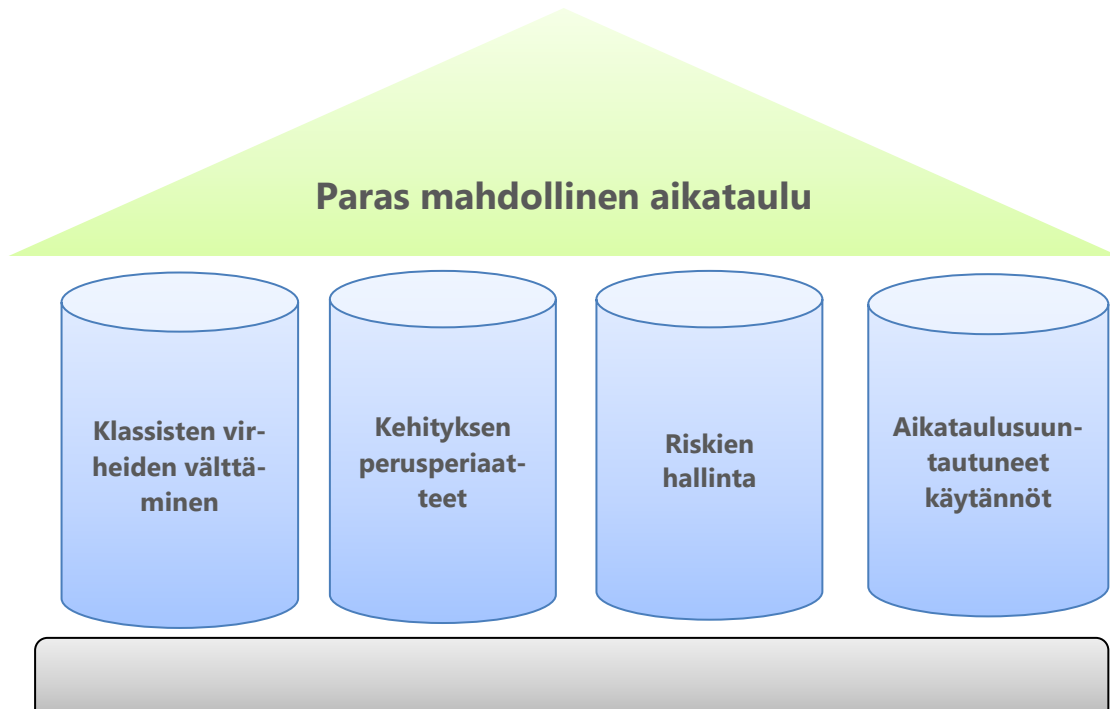 Paras mahdollinen aikataulu
Klassisten vir-
heiden välttä-
minen
Kehityksen
perusperiaat-
teet
Riskien
hallinta
Aikataulusuun-
tautuneet
käytännöt